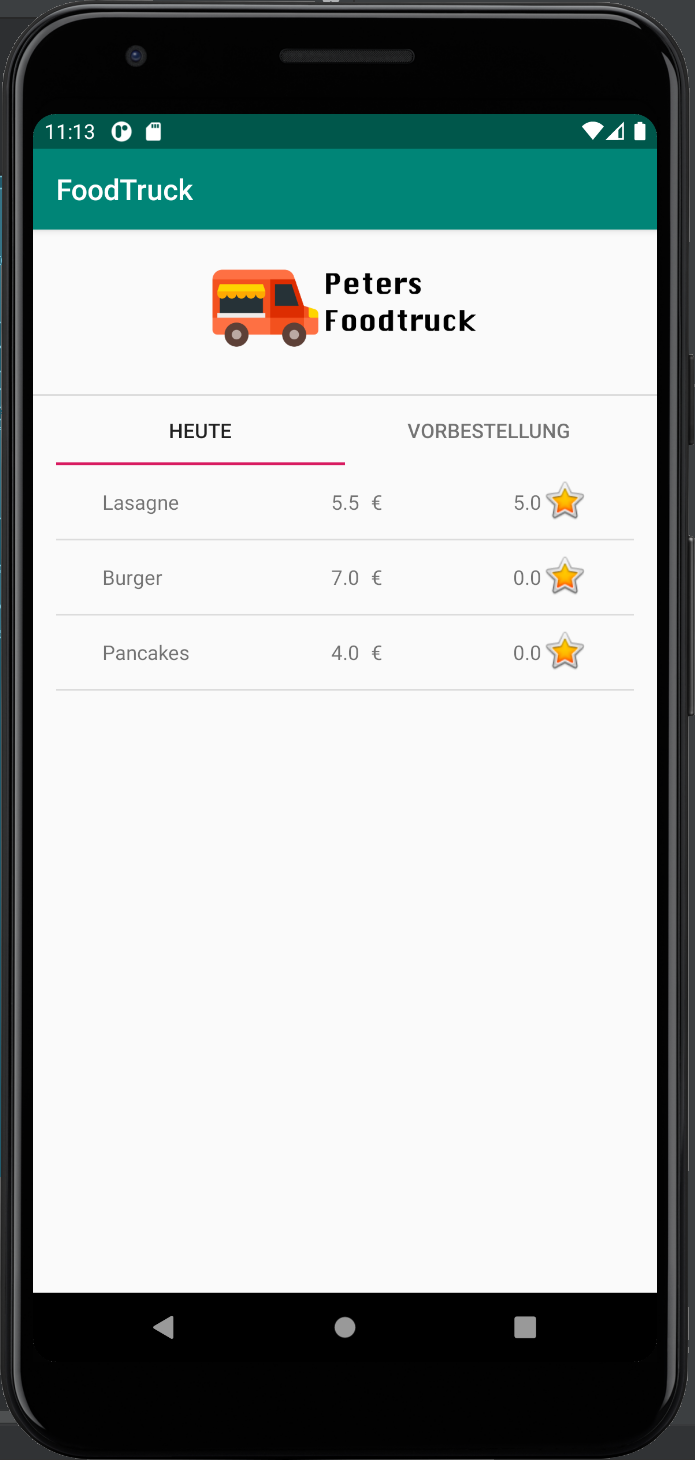 11:13
FoodTruck
Peters
Foodtruck
HEUTE VORBESTELLUNG
Lasagne 5.5 € 5.0
Burger 7.0 € 0.0
Pancakes 4.0 € 0.0